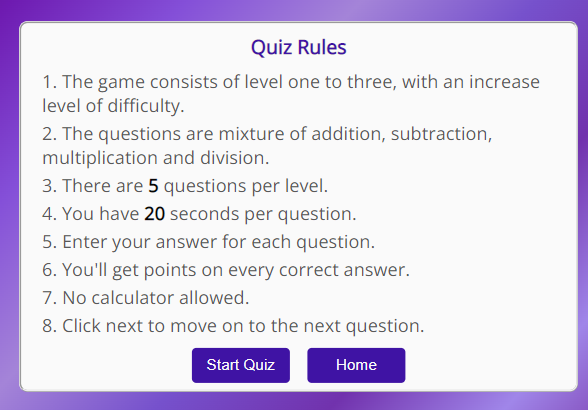 Quiz Rules
1. The game consists of level one to three, with an increase
level of difficulty.
2. The questions are mixture of addition, subtraction,
multiplication and division.
3. There are 5 questions per level.
4. You have 20 seconds per question.
5. Enter your answer for each question.
6. You'll get points on every correct answer.
7. No calculator allowed.
8. Click next to move on to the next question.
Start Quiz
Home